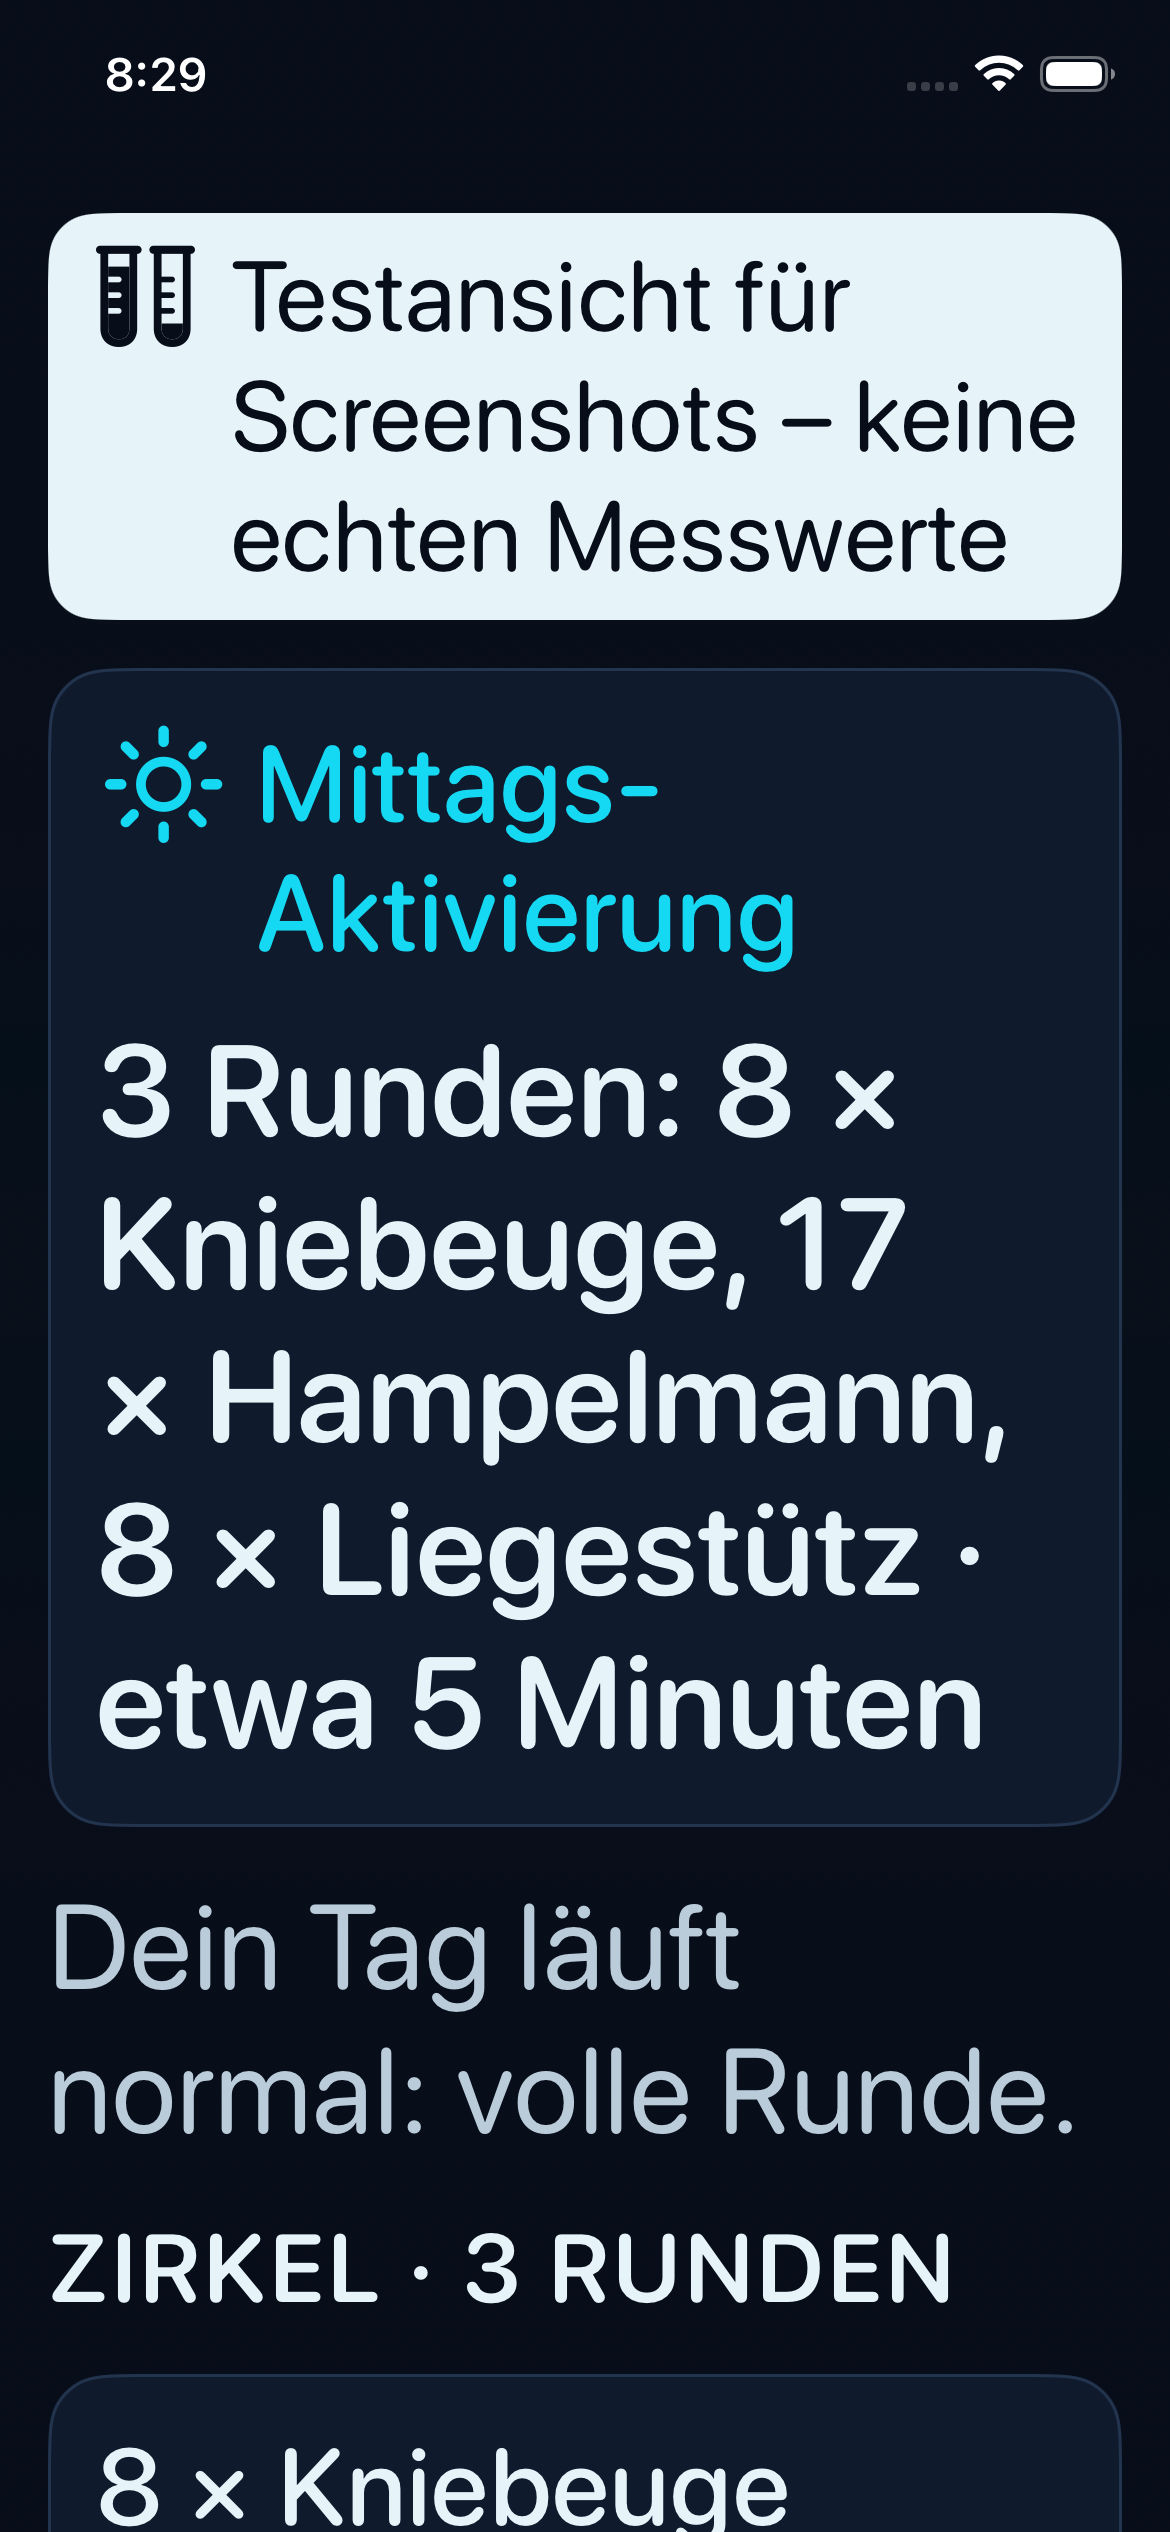 8:29
Testansicht für
Screenshots – keine
echten Messwerte
Mittags-
Aktivierung
3 Runden: 8 ×
Kniebeuge, 17
× Hampelmann,
8 × Liegestütz ·
etwa 5 Minuten
Dein Tag läuft
normal: volle Runde.
ZIRKEL · 3 RUNDEN
8 × Kniebeuge